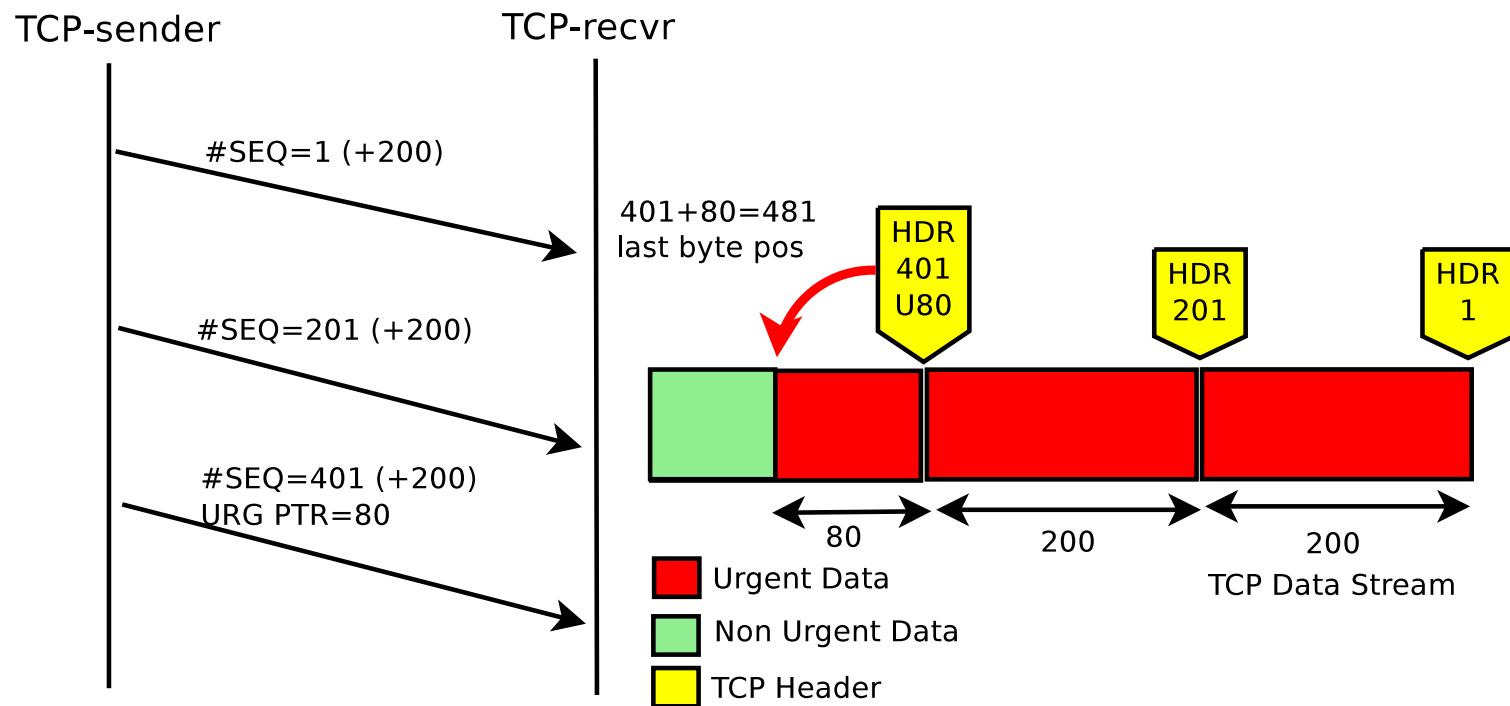 TCP-sender
TCP-recvr
#SEQ=1 (+200)
#SEQ=201 (+200)
#SEQ=401 (+200)
URG PTR=80
401+80=481
last byte pos
HDR
401
U80
HDR
201
HDR
1
80
200
200
TCP Data Stream
Urgent Data
Non Urgent Data
TCP Header